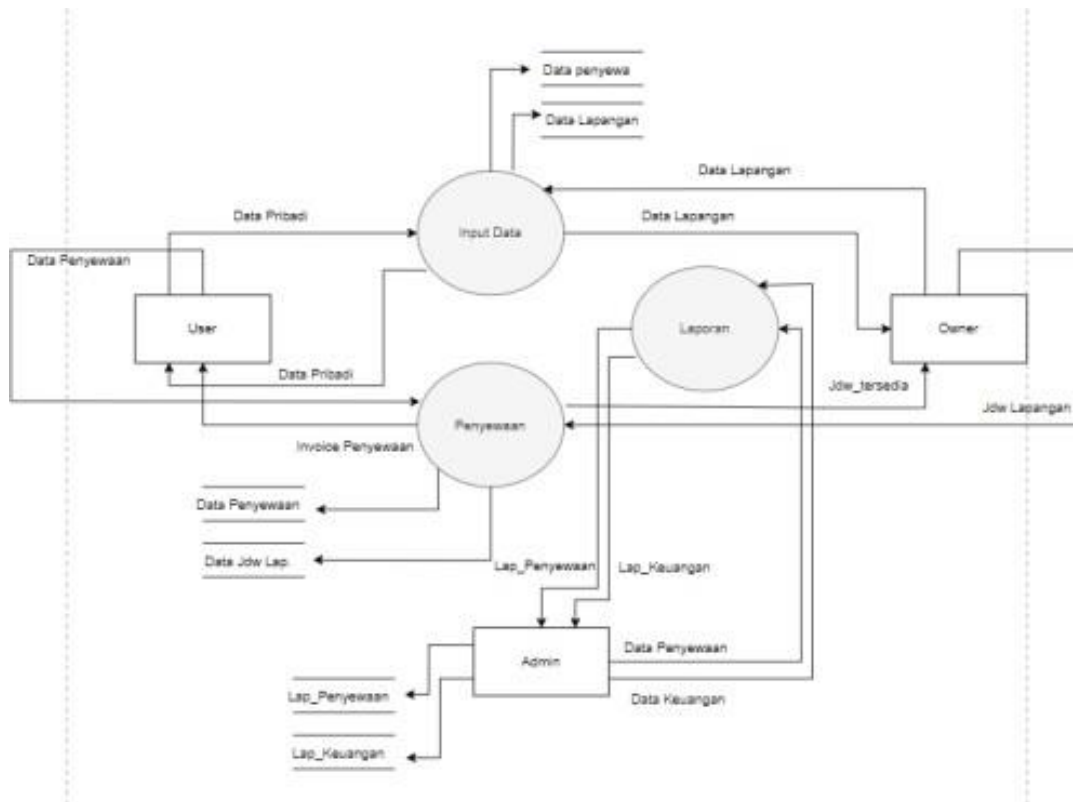 Data penyewa
Data Lapangan
Data Lapangan
Data Pribadi
Data Lapangan
Input Data
Data Penyewaan
User
Laporan
Owner
Data Pribadi
Jdw_tersedia
Jdw Lapangan
Penyewaan
Invoice Penyewaan
Data Penyewaan
Data Jdw Lap.
Lap_Penyewaan
Lap_Keuangan
Data Penyewaan
Admin
Lap_Penyewaan
Data Keuangan
Lap_Keuangan